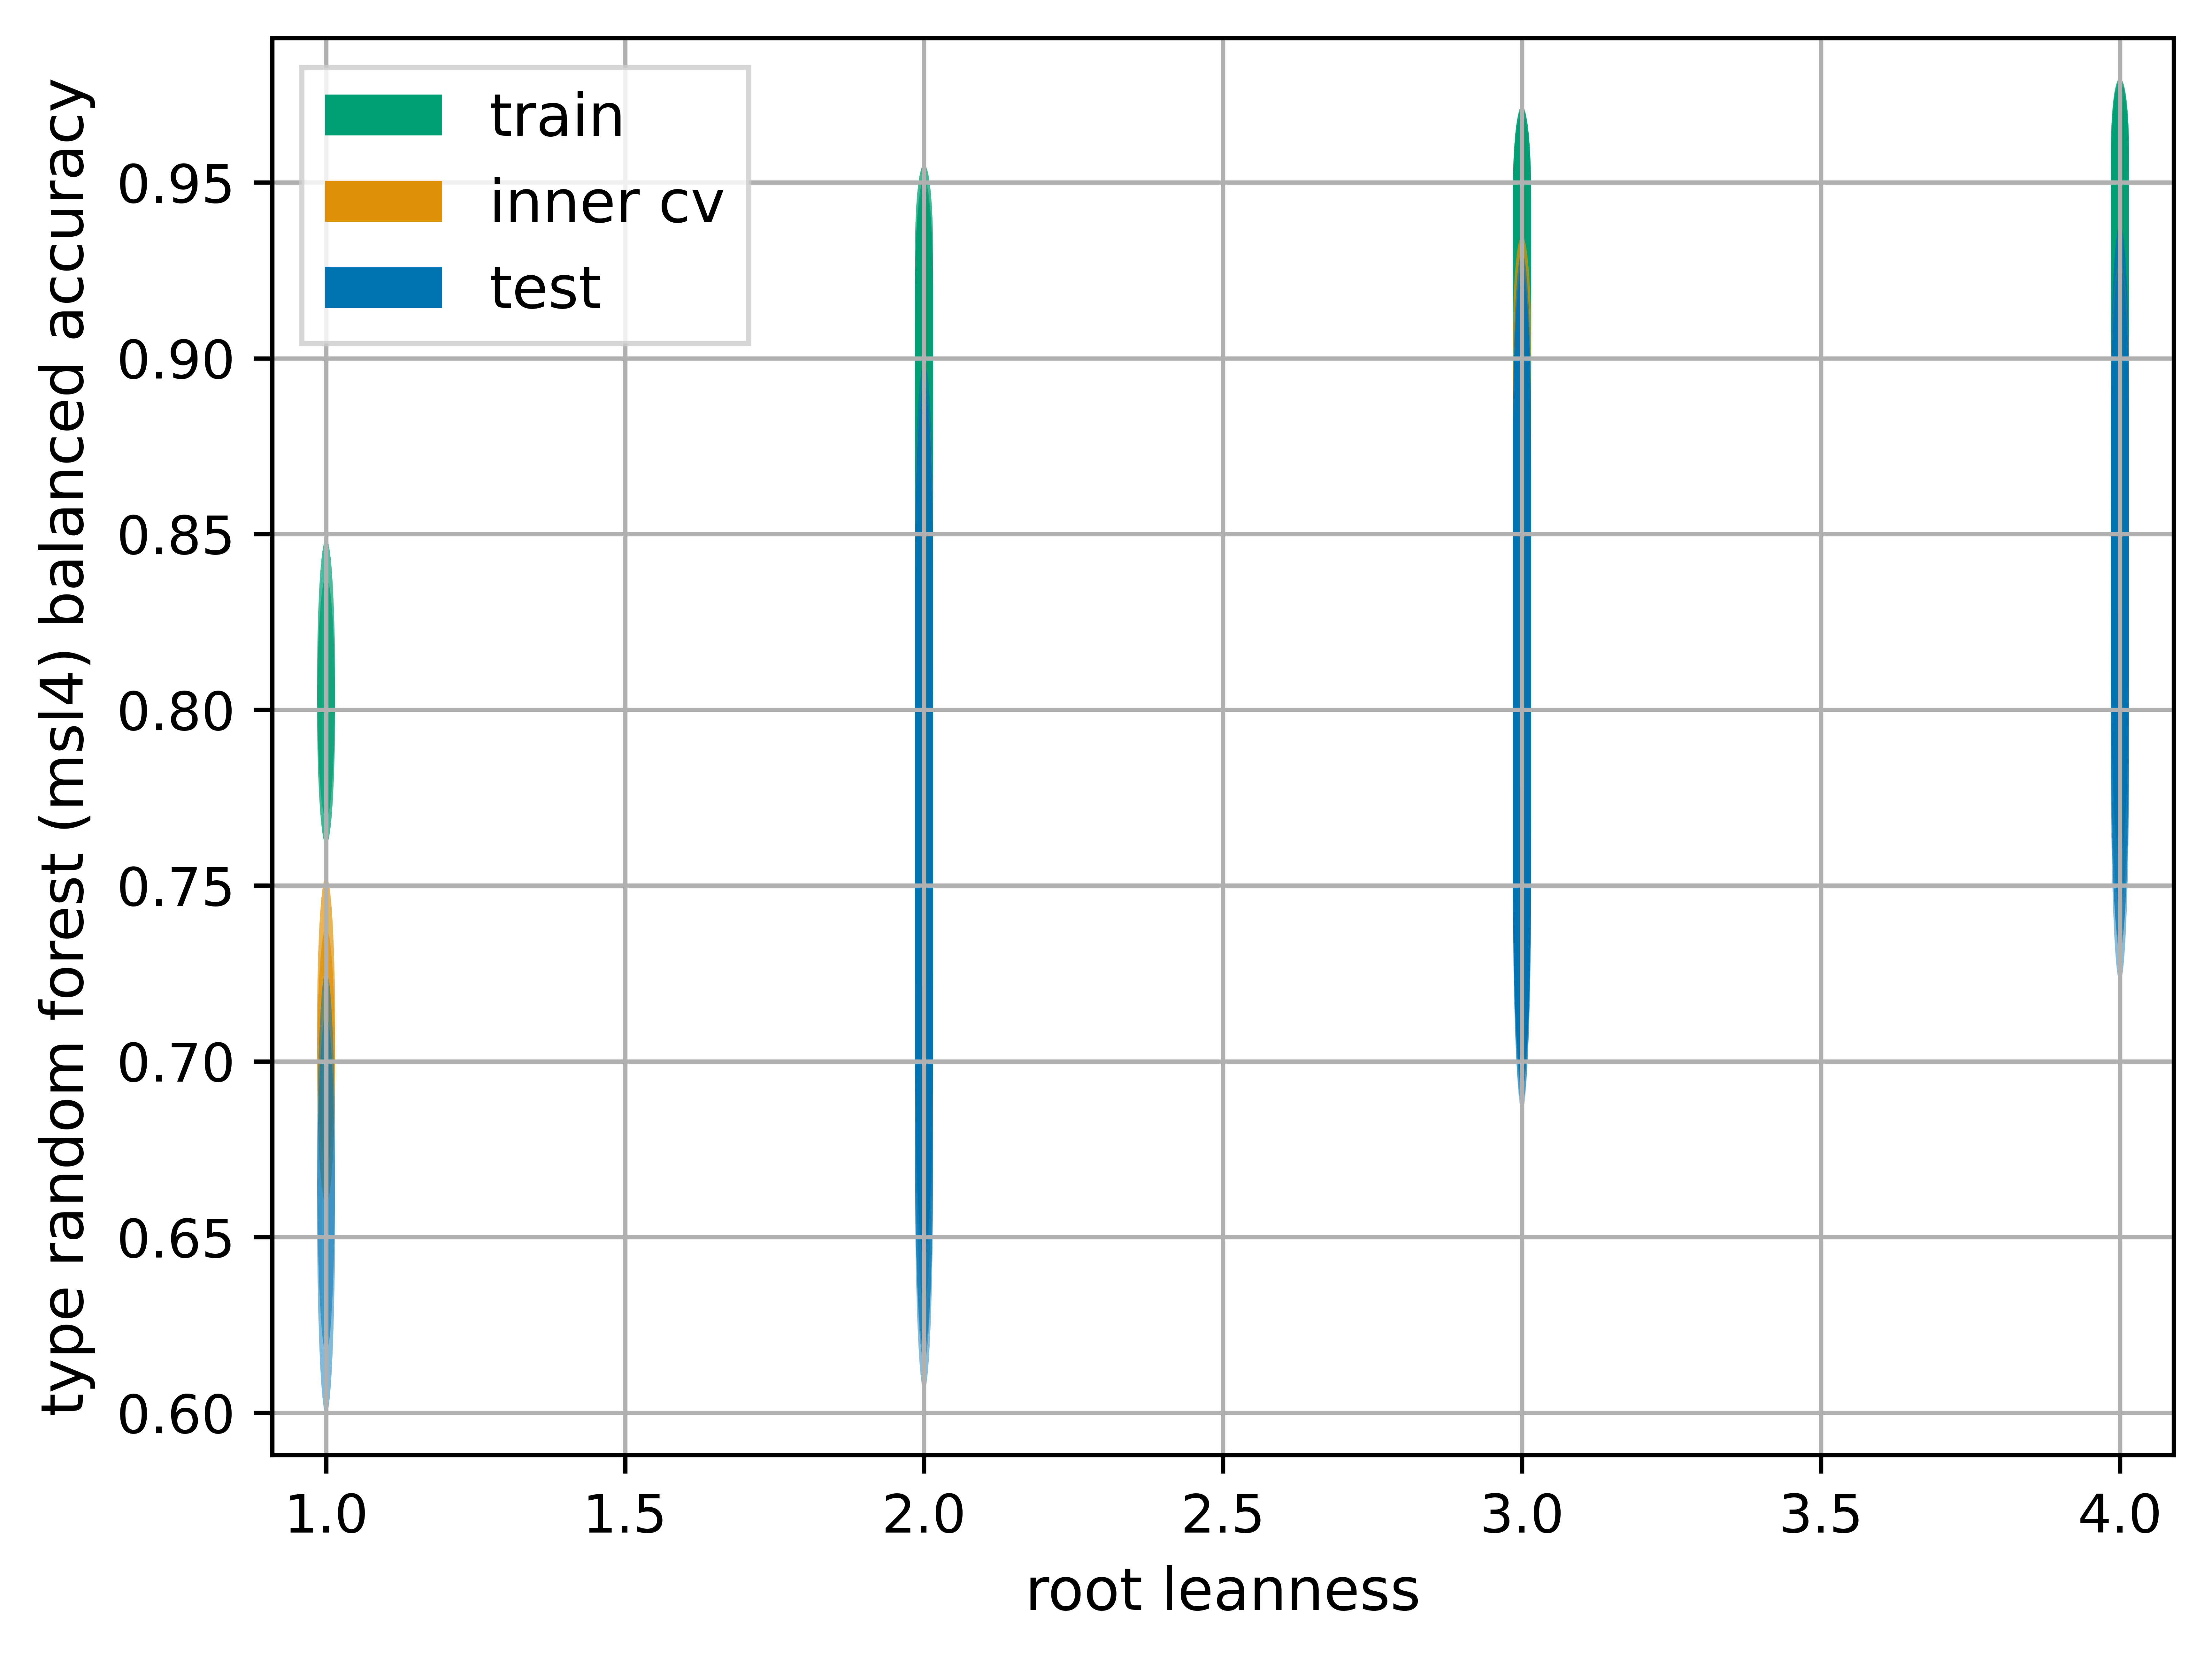 train
inner cv
test
type random forest (msl4) balanced accuracy
0.95
0.90
0.85
0.80
0.75
0.70
0.65
0.60
1.0 1.5 2.0 2.5 3.0 3.5 4.0
root leanness